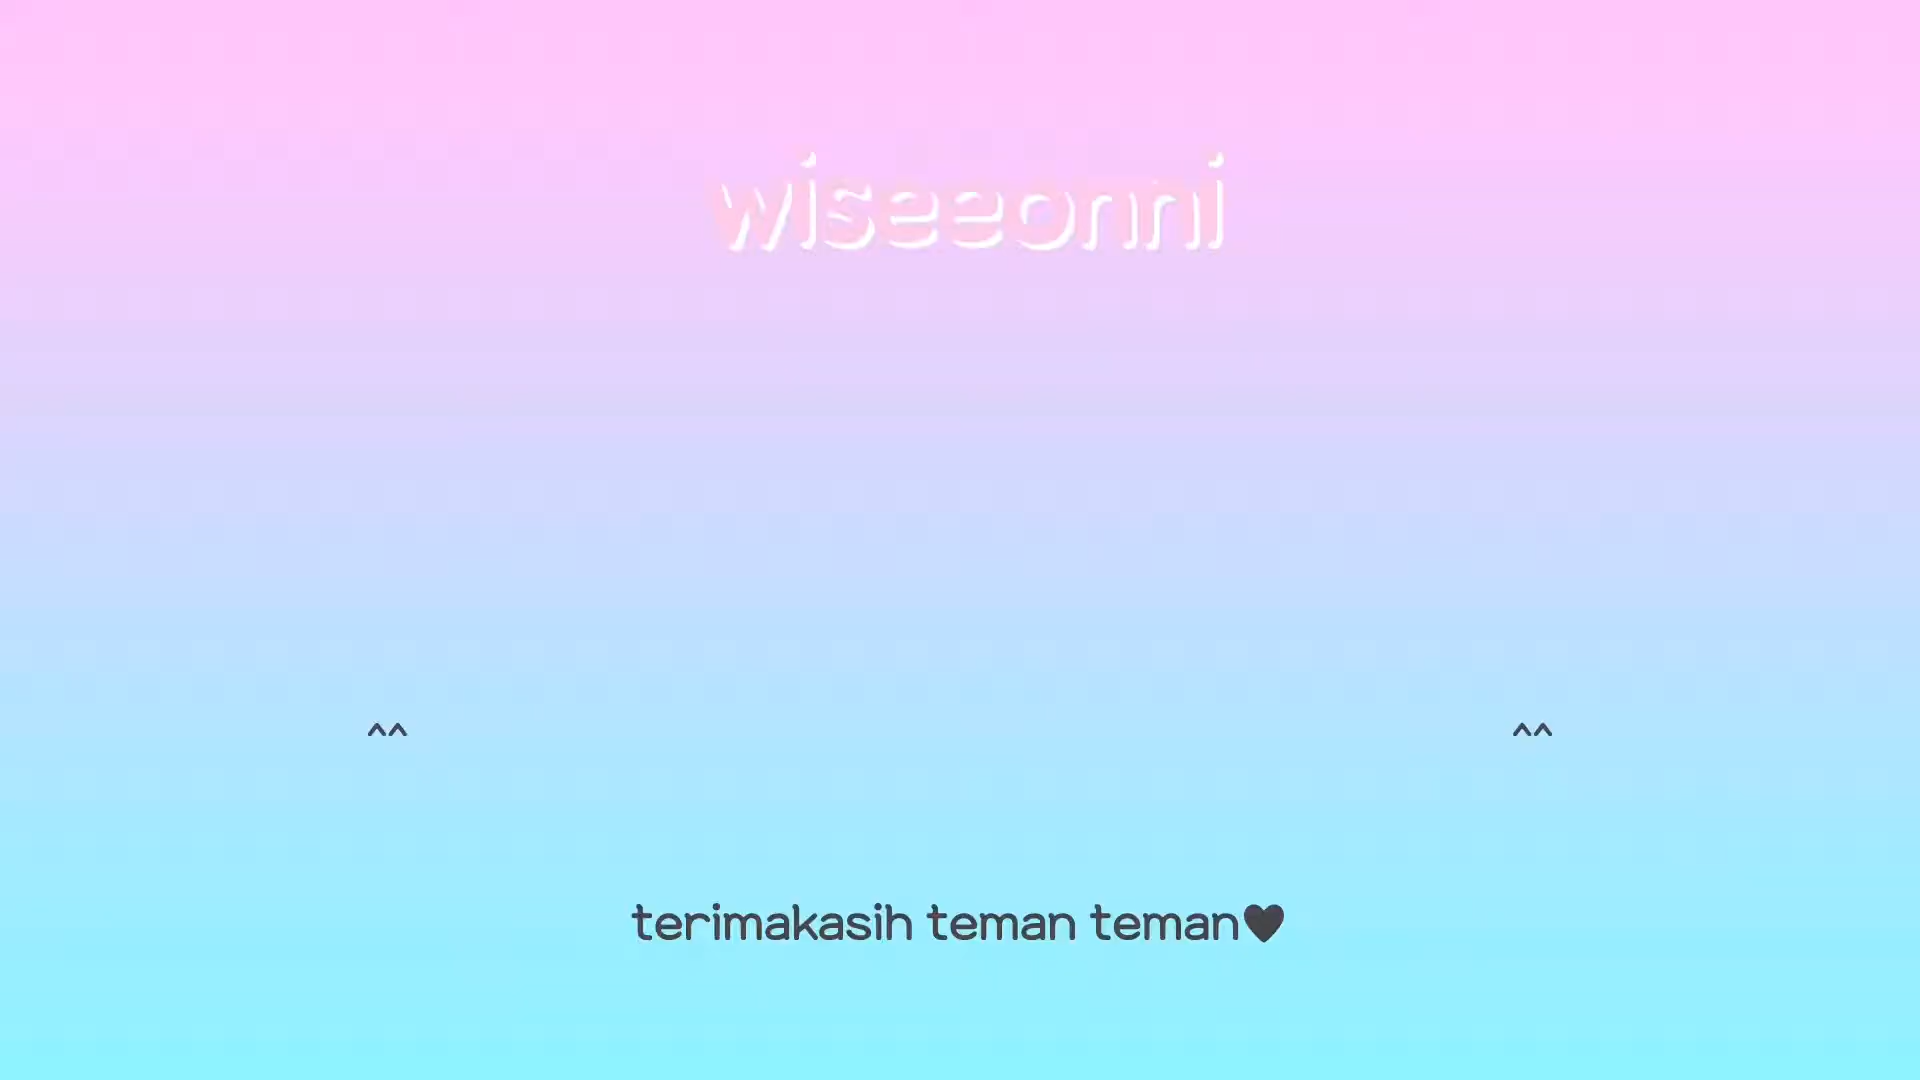 wiseeonni
^^ ^^
terimakasih teman teman🖤